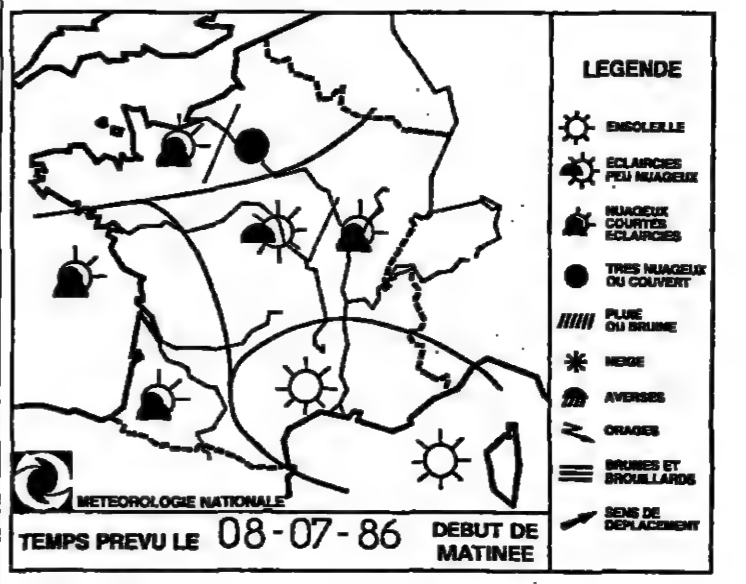 LEGENDE
ENSOLEILLE
ÉCLAIRCIES
PEU NUAGEUX
NUAGEUX
COURTES
ECLAIRCIES
TRES NUAGEUX
OU COUVERT
PLUIE
OU BRUINE
NEIGE
AVERSES
ORAGES
BRUMES ET
BROUILLARDS
SENS DE
DEPLACEMENT
METEOROLOGIE NATIONALE
TEMPS PREVU LE 08-07-86 DEBUT DE
MATINEE